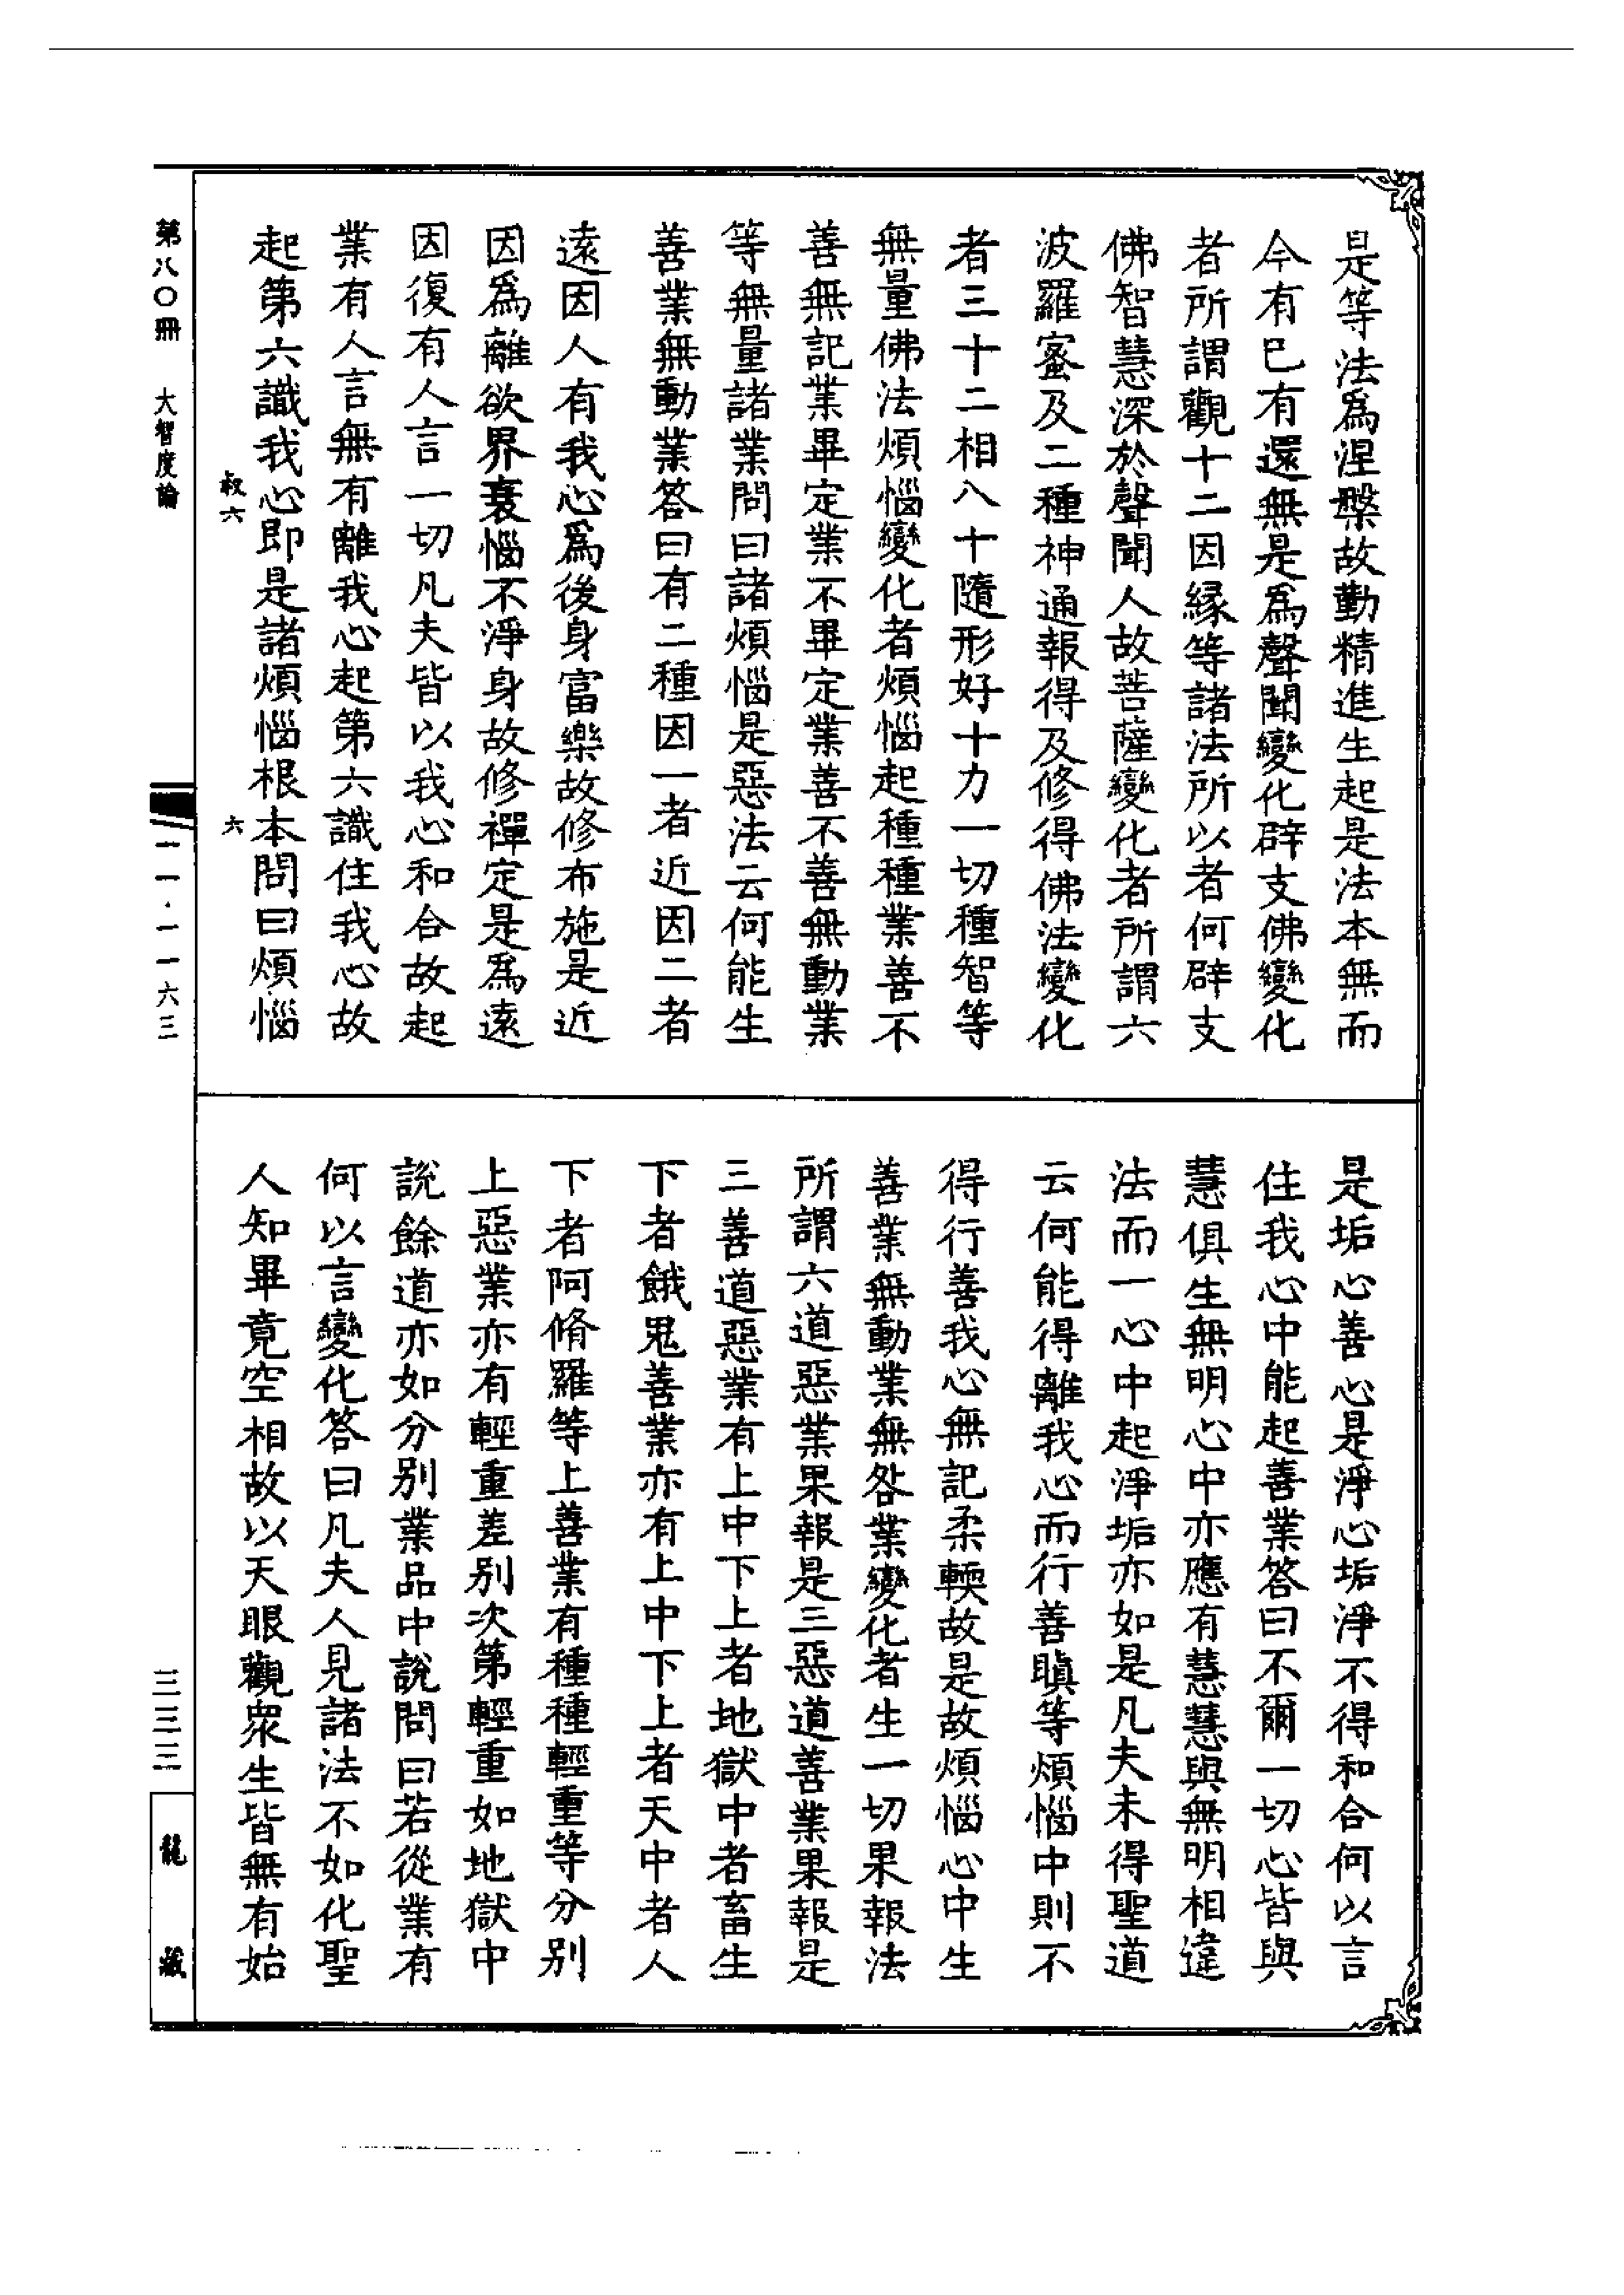 是等法爲涅槃故勤精進生起是法本無而
今有已有還無是爲聲聞變化辟支佛變化
者所謂觀十二因緣等諸法所以者何辟支
佛智慧深於聲聞人故菩薩變化者所謂六
波羅蜜及二種神通報得及修得佛法變化
者三十二相八十隨形好十力一切種智等
無量佛法煩惱變化者煩惱起種種業善不
善無記業畢定業不畢定業善不善無動業
等無量諸業問曰諸煩惱是惡法云何能生
善業無動業答曰有二種因一者近因二者
遠因人有我心爲後身富樂故修布施是近
因爲離欲界衰惱不淨身故修禪定是爲遠
因復有人言一切凡夫皆以我心和合故起
業有人言無有離我心起第六識住我心故
起第六識我心即是諸煩惱根本問曰煩惱
是垢心善心是淨心垢淨不得和合何以言
住我心中能起善業答曰不爾一切心皆與
慧俱生無明心中亦應有慧慧與無明相違
法而一心中起淨垢亦如是凡夫未得聖道
云何能得離我心而行善瞋等煩惱中則不
得行善我心無記柔輭故是故煩惱心中生
善業無動業無咎業變化者生一切果報法
所謂六道惡業果報是三惡道善業果報是
三善道惡業有上中下上者地獄中者畜生
下者餓鬼善業亦有上中下上者天中者人
下者阿脩羅等上善業有種種輕重等分别
上惡業亦有輕重差别次第輕重如地獄中
說餘道亦如分别業品中說問曰若從業有
何以言變化答曰凡夫人見諸法不如化聖
人知畢竟空相故以天眼觀衆生皆無有始
敊六
六
第八〇冊 大智度論
一一·一一六三
三三三
龍藏